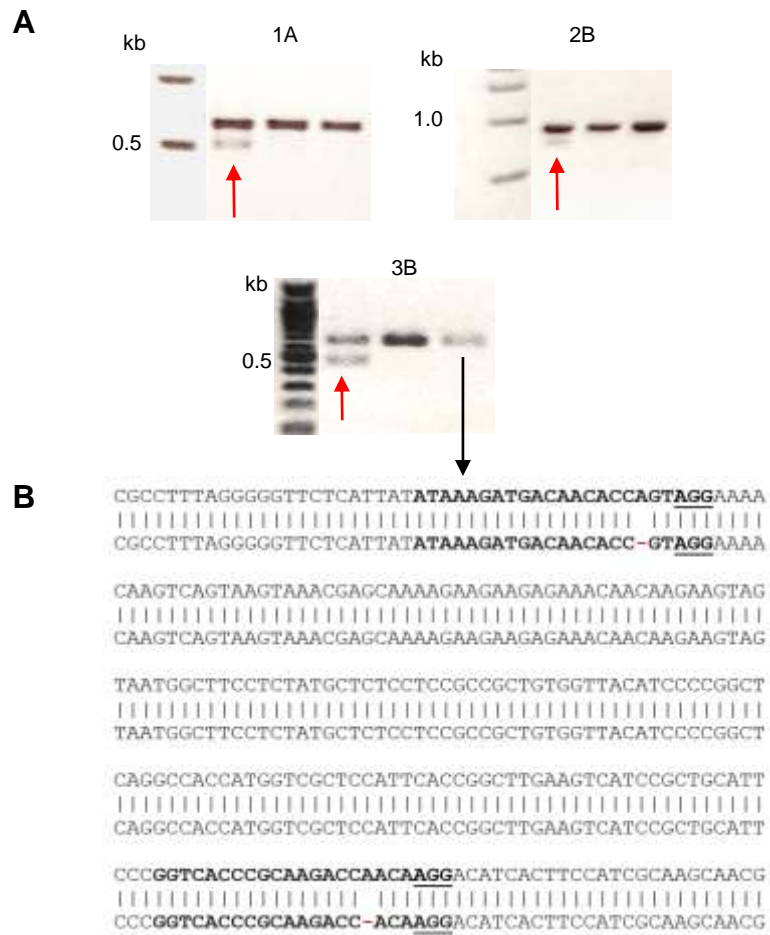 A
1A
2B
kb
kb
1.0
0.5
3B
kb
0.5
B
CGCCTTTAGGGGGTTCTCATTATATAAAGATGACAACACCAGTAGGAAAA
CGCCTTTAGGGGGTTCTCATTATATAAAGATGACAACACC-GTAGGAAAA
CAAGTCAGTAAGTAAACGAGCAAAAGAAGAAGAGAAACAACAAGAAGTAG
CAAGTCAGTAAGTAAACGAGCAAAAGAAGAAGAGAAACAACAAGAAGTAG
TAATGGCTTCCTCTATGCTCTCCTCCGCCGCTGTGGTTACATCCCCGGCT
TAATGGCTTCCTCTATGCTCTCCTCCGCCGCTGTGGTTACATCCCCGGCT
CAGGCCACCATGGTCGCTCCATTCACCGGCTTGAAGTCATCCGCTGCATT
CAGGCCACCATGGTCGCTCCATTCACCGGCTTGAAGTCATCCGCTGCATT
CCCGGTCACCCGCAAGACCAACAAGGACATCACTTCCATCGCAAGCAACG
CCCGGTCACCCGCAAGACC-ACAAGGACATCACTTCCATCGCAAGCAACG